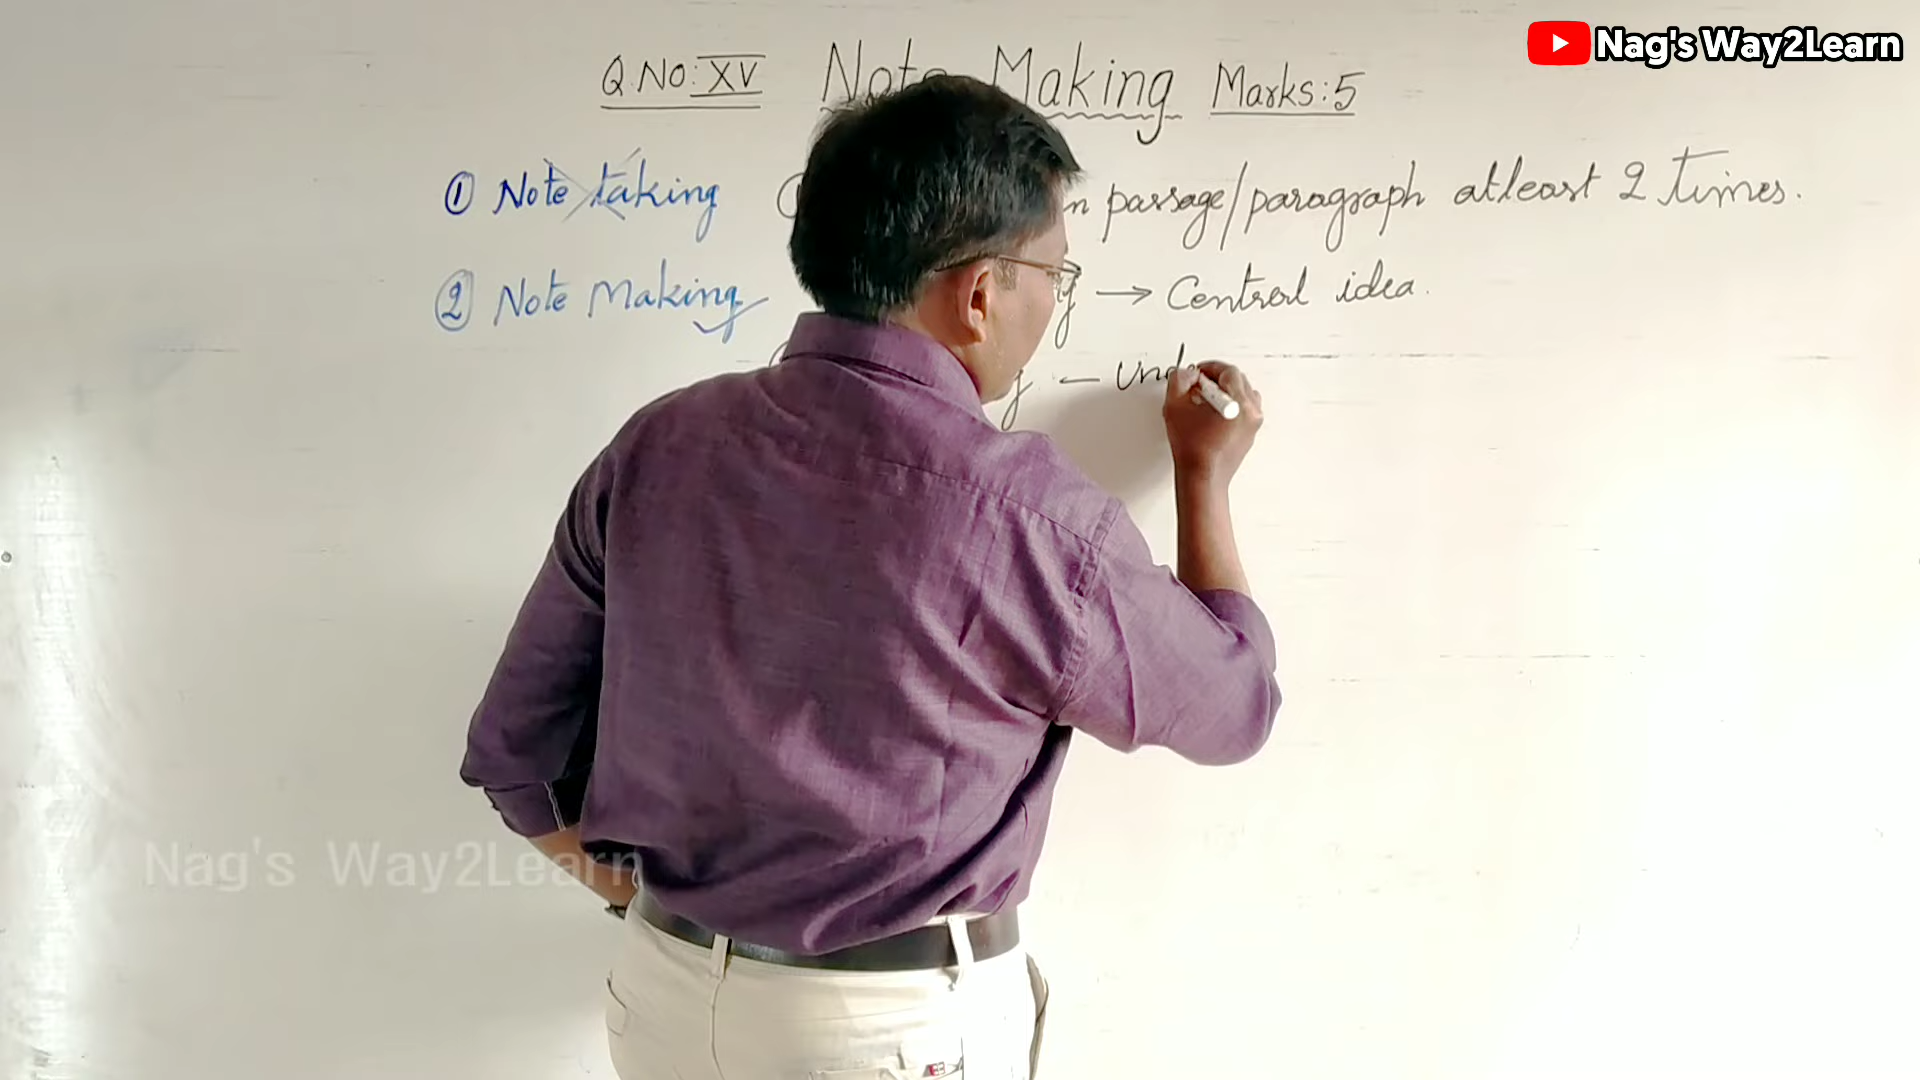 Nag's Way2Learn
Q.NO: XV Note Making Marks:5
① Note taking passage/paragraph atleast 2 times.
② Note Making → Central idea.
— Und
Nag's Way2Learn